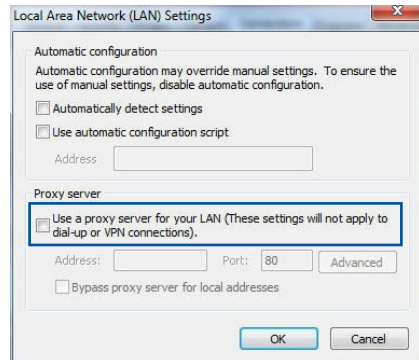 Local Area Network (LAN) Settings
Automatic configuration
Automatic configuration may override manual settings. To ensure the
use of manual settings, disable automatic configuration.
Automatically detect settings
Use automatic configuration script
Address
Proxy server
Use a proxy server for your LAN (These settings will not apply to
dial-up or VPN connections).
Address:
Port: 80 Advanced
Bypass proxy server for local addresses
OK Cancel